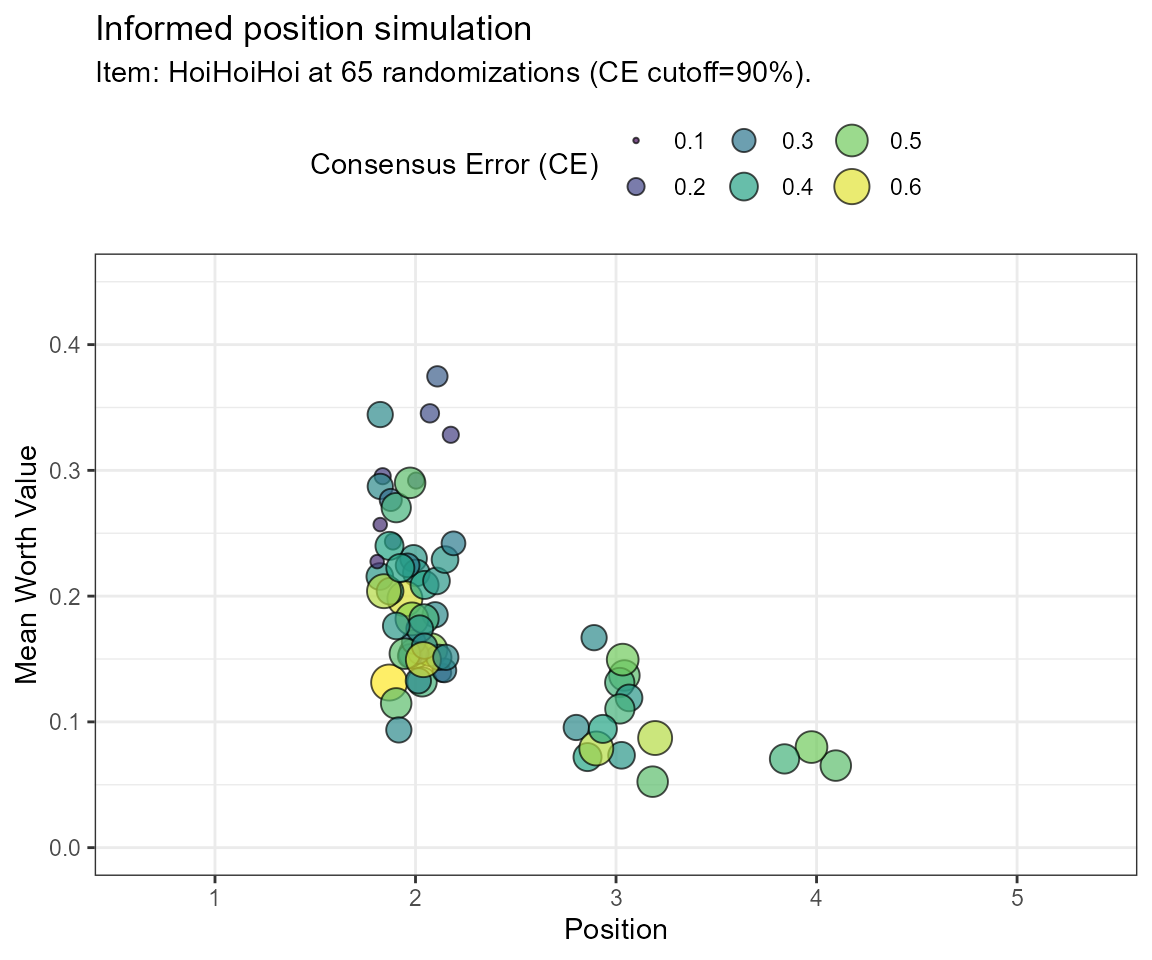 Informed position simulation
Item: HoiHoiHoi at 65 randomizations (CE cutoff=90%).
Consensus Error (CE)
0.1 0.3 0.5
0.2 0.4 0.6
Mean Worth Value
0.4
0.3
0.2
0.1
0.0
1 2 3 4 5
Position